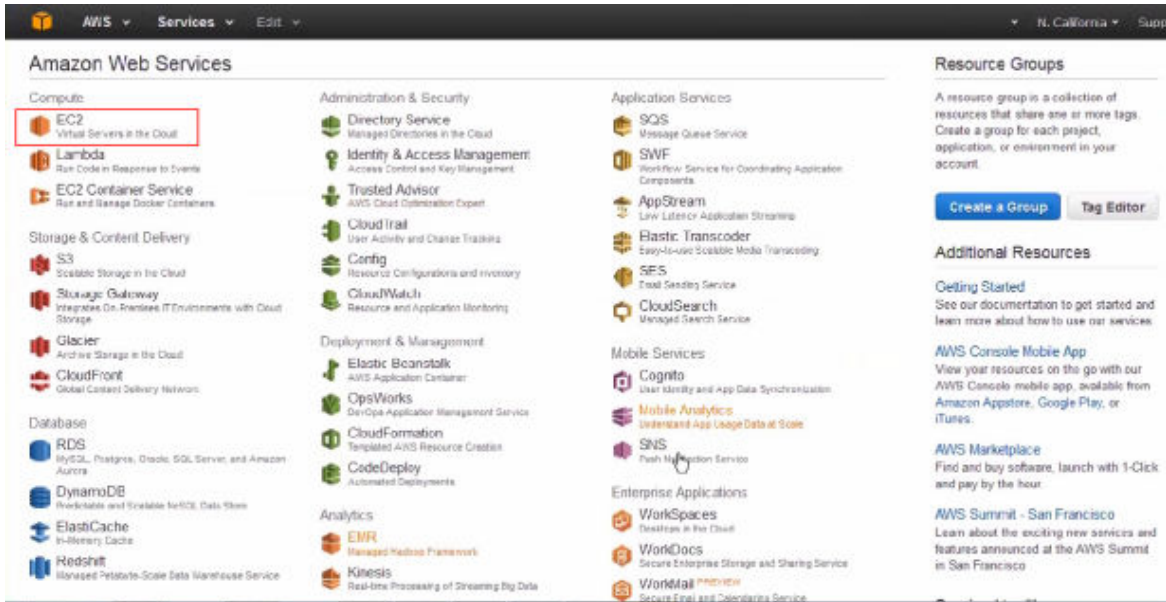 AWS Services Edit
N. California Supp
Amazon Web Services
Compute
EC2
Virtual Servers in the Cloud
Lambda
Run Code in Response to Events
EC2 Container Service
Run and Manage Docker Containers
Storage & Content Delivery
S3
Scalable Storage in the Cloud
Storage Gateway
Integrates On-Premises IT Environments with Cloud
Storage
Glacier
Archive Storage in the Cloud
CloudFront
Global Content Delivery Network
Database
RDS
MySQL, Postgres, Oracle, SQL Server, and Amazon
Aurora
DynamoDB
Predictable and Scalable NoSQL Data Store
ElastiCache
In-Memory Cache
Redshift
Managed Petabyte-Scale Data Warehouse Service
Administration & Security
Directory Service
Managed Directories in the Cloud
Identity & Access Management
Access Control and Key Management
Trusted Advisor
AWS Cloud Optimization Expert
CloudTrail
User Activity and Change Tracking
Config
Resource Configurations and Inventory
CloudWatch
Resource and Application Monitoring
Deployment & Management
Elastic Beanstalk
AWS Application Container
OpsWorks
DevOps Application Management Service
CloudFormation
Templated AWS Resource Creation
CodeDeploy
Automated Deployments
Analytics
EMR
Managed Hadoop Framework
Kinesis
Real-time Processing of Streaming Big Data
Application Services
SQS
Message Queue Service
SWF
Workflow Service for Coordinating Application
Components
AppStream
Low Latency Application Streaming
Elastic Transcoder
Easy-to-use Scalable Media Transcoding
SES
Email Sending Service
CloudSearch
Managed Search Service
Mobile Services
Cognito
User Identity and App Data Synchronization
Mobile Analytics
Understand App Usage Data at Scale
SNS
Push Service
Enterprise Applications
WorkSpaces
Desktops in the Cloud
WorkDocs
Secure Enterprise Storage and Sharing Service
WorkMail PREVIEW
Secure Email and Calendaring Service
Resource Groups
A resource group is a collection of
resources that share one or more tags.
Create a group for each project,
application, or environment in your
account.
Create a Group Tag Editor
Additional Resources
Getting Started
See our documentation to get started and
learn more about how to use our services.
AWS Console Mobile App
View your resources on the go with our
AWS Console mobile app, available from
Amazon Appstore, Google Play, or
iTunes.
AWS Marketplace
Find and buy software, launch with 1-Click
and pay by the hour.
AWS Summit - San Francisco
Learn about the exciting new services and
features announced at the AWS Summit
in San Francisco